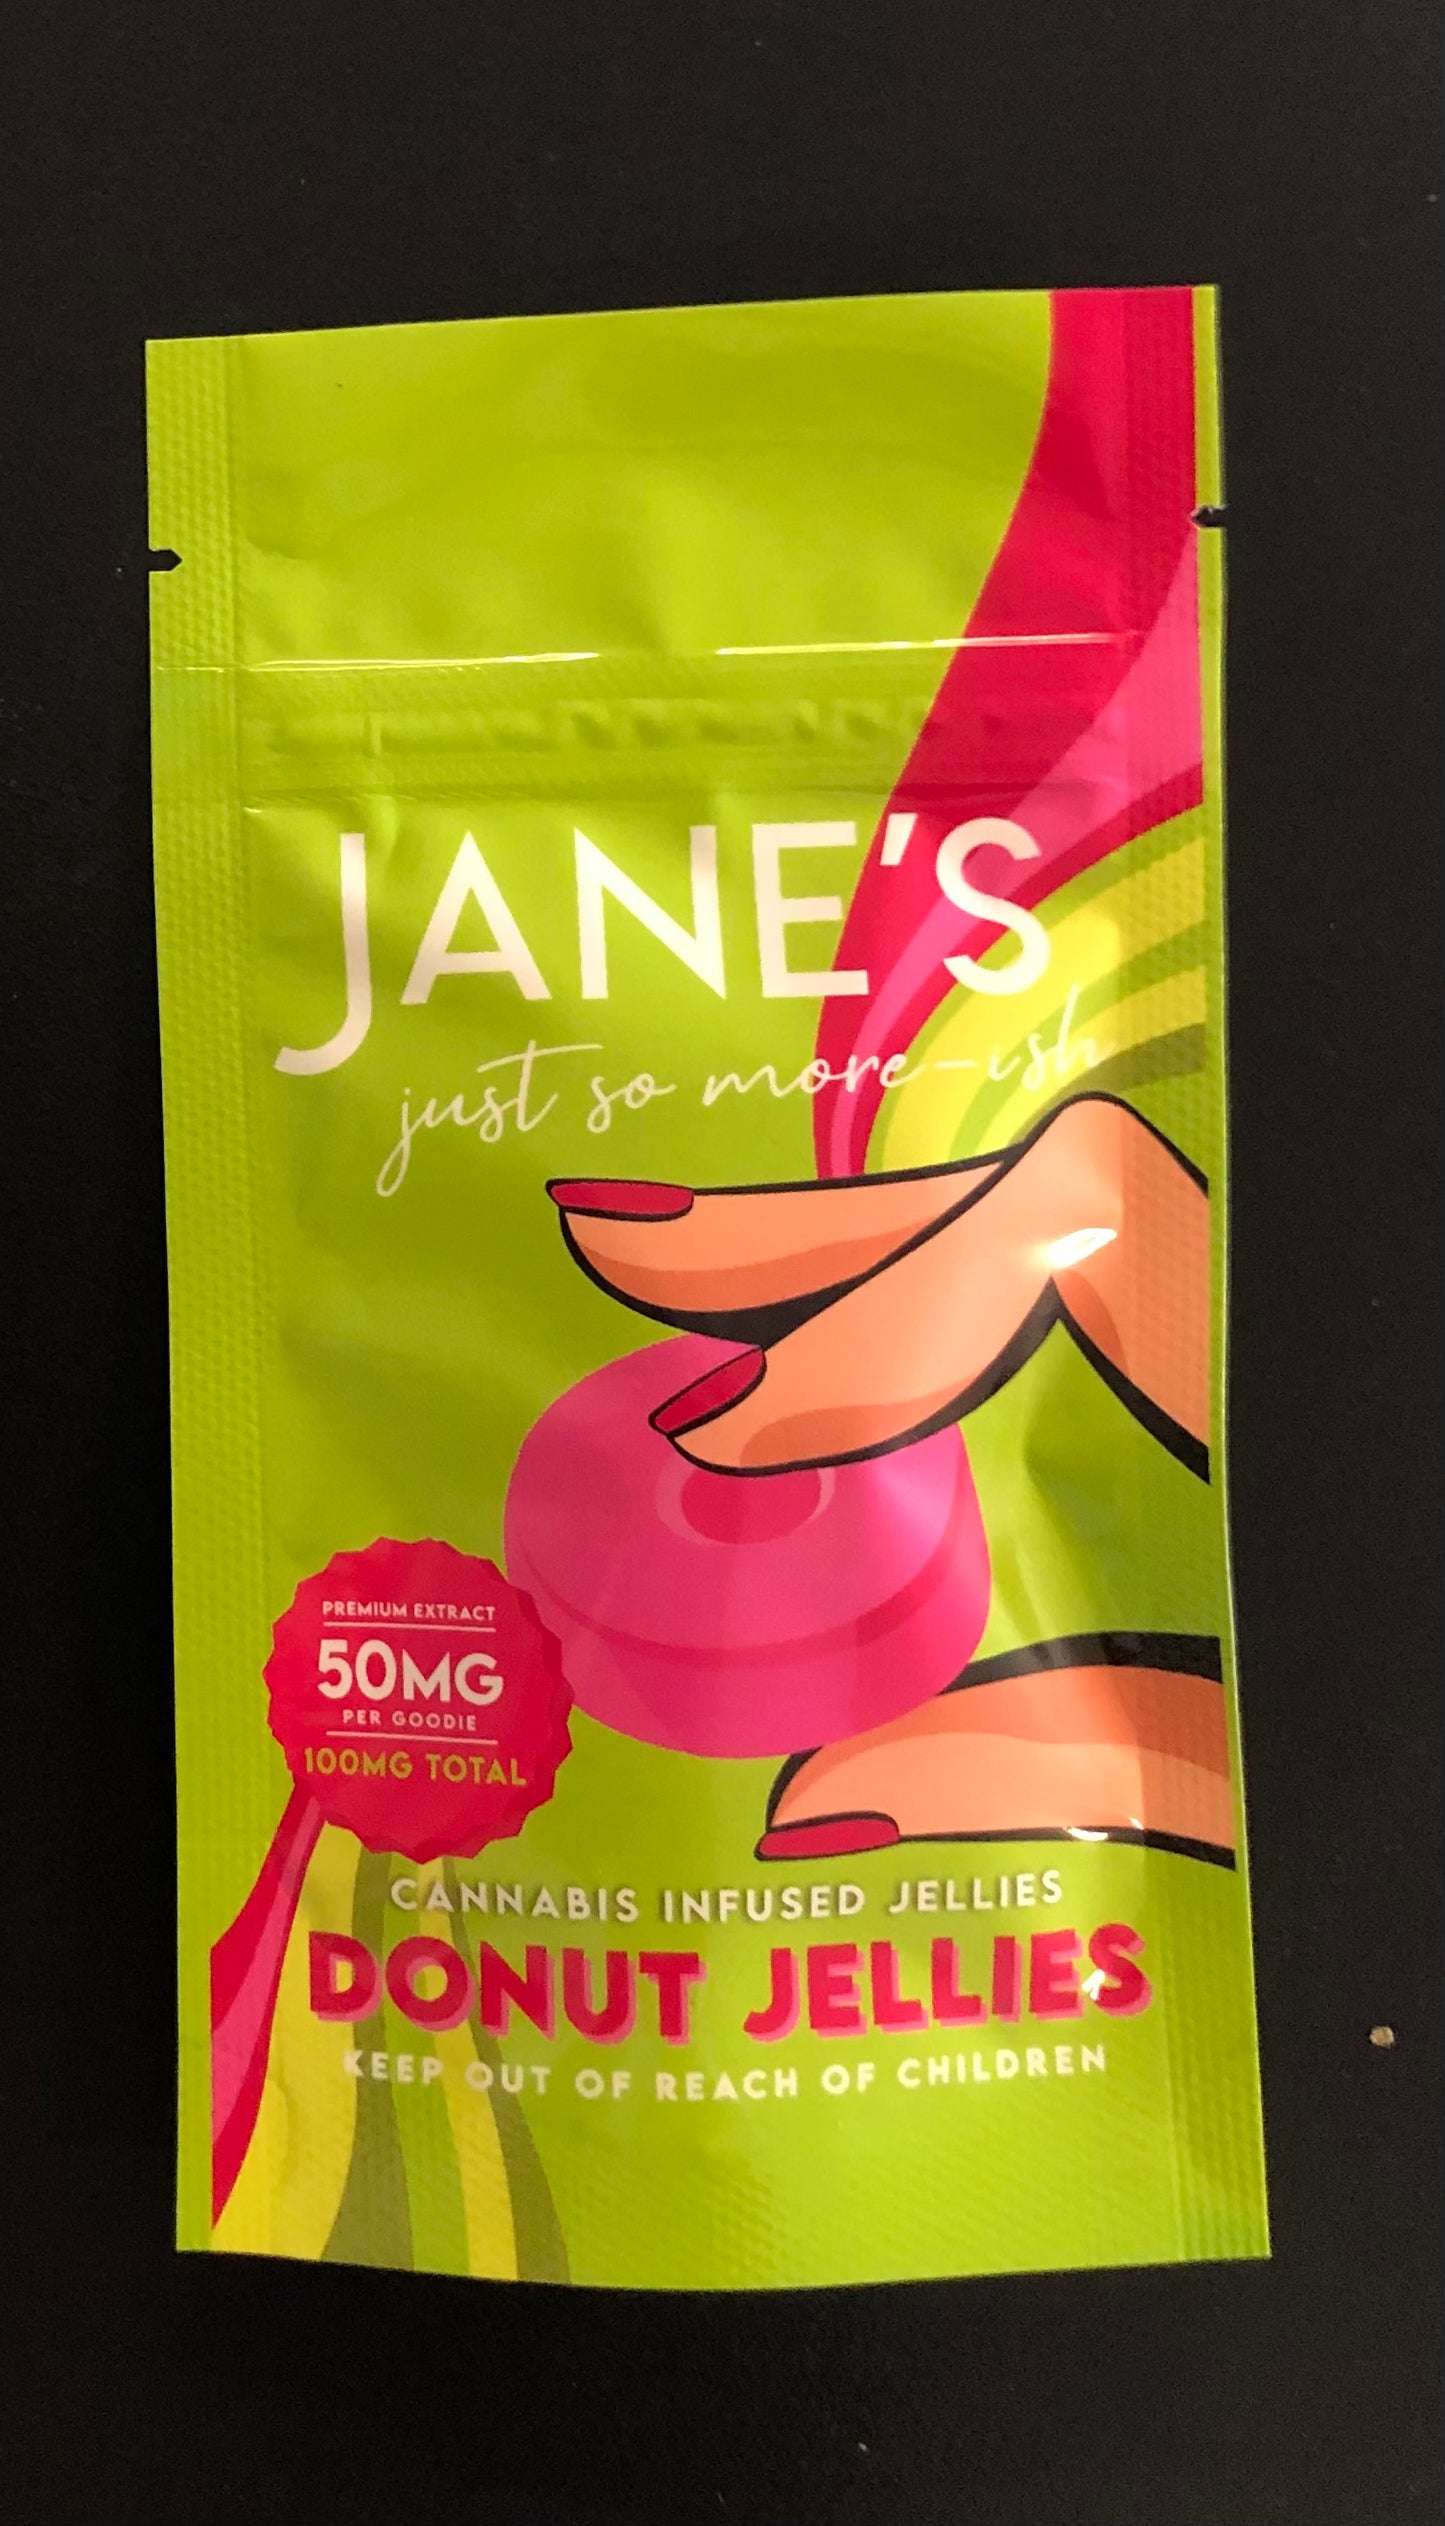 JANE'S
just so more-ish
PREMIUM EXTRACT
50MG
PER GOODIE
100MG TOTAL
CANNABIS INFUSED JELLIES
DONUT JELLIES
KEEP OUT OF REACH OF CHILDREN